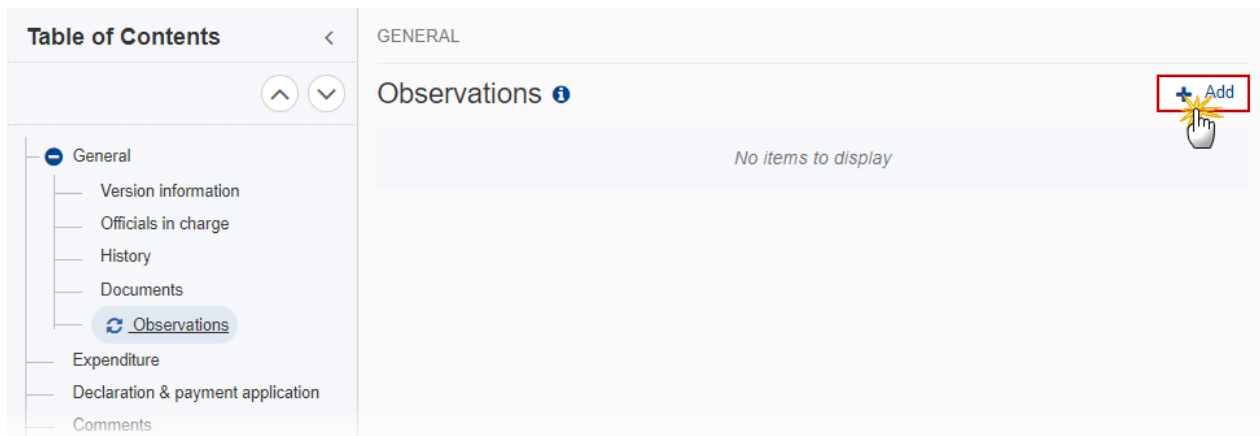 Table of Contents
GENERAL
Observations
Add
No items to display
General
Version information
Officials in charge
History
Documents
Observations
Expenditure
Declaration & payment application
Comments